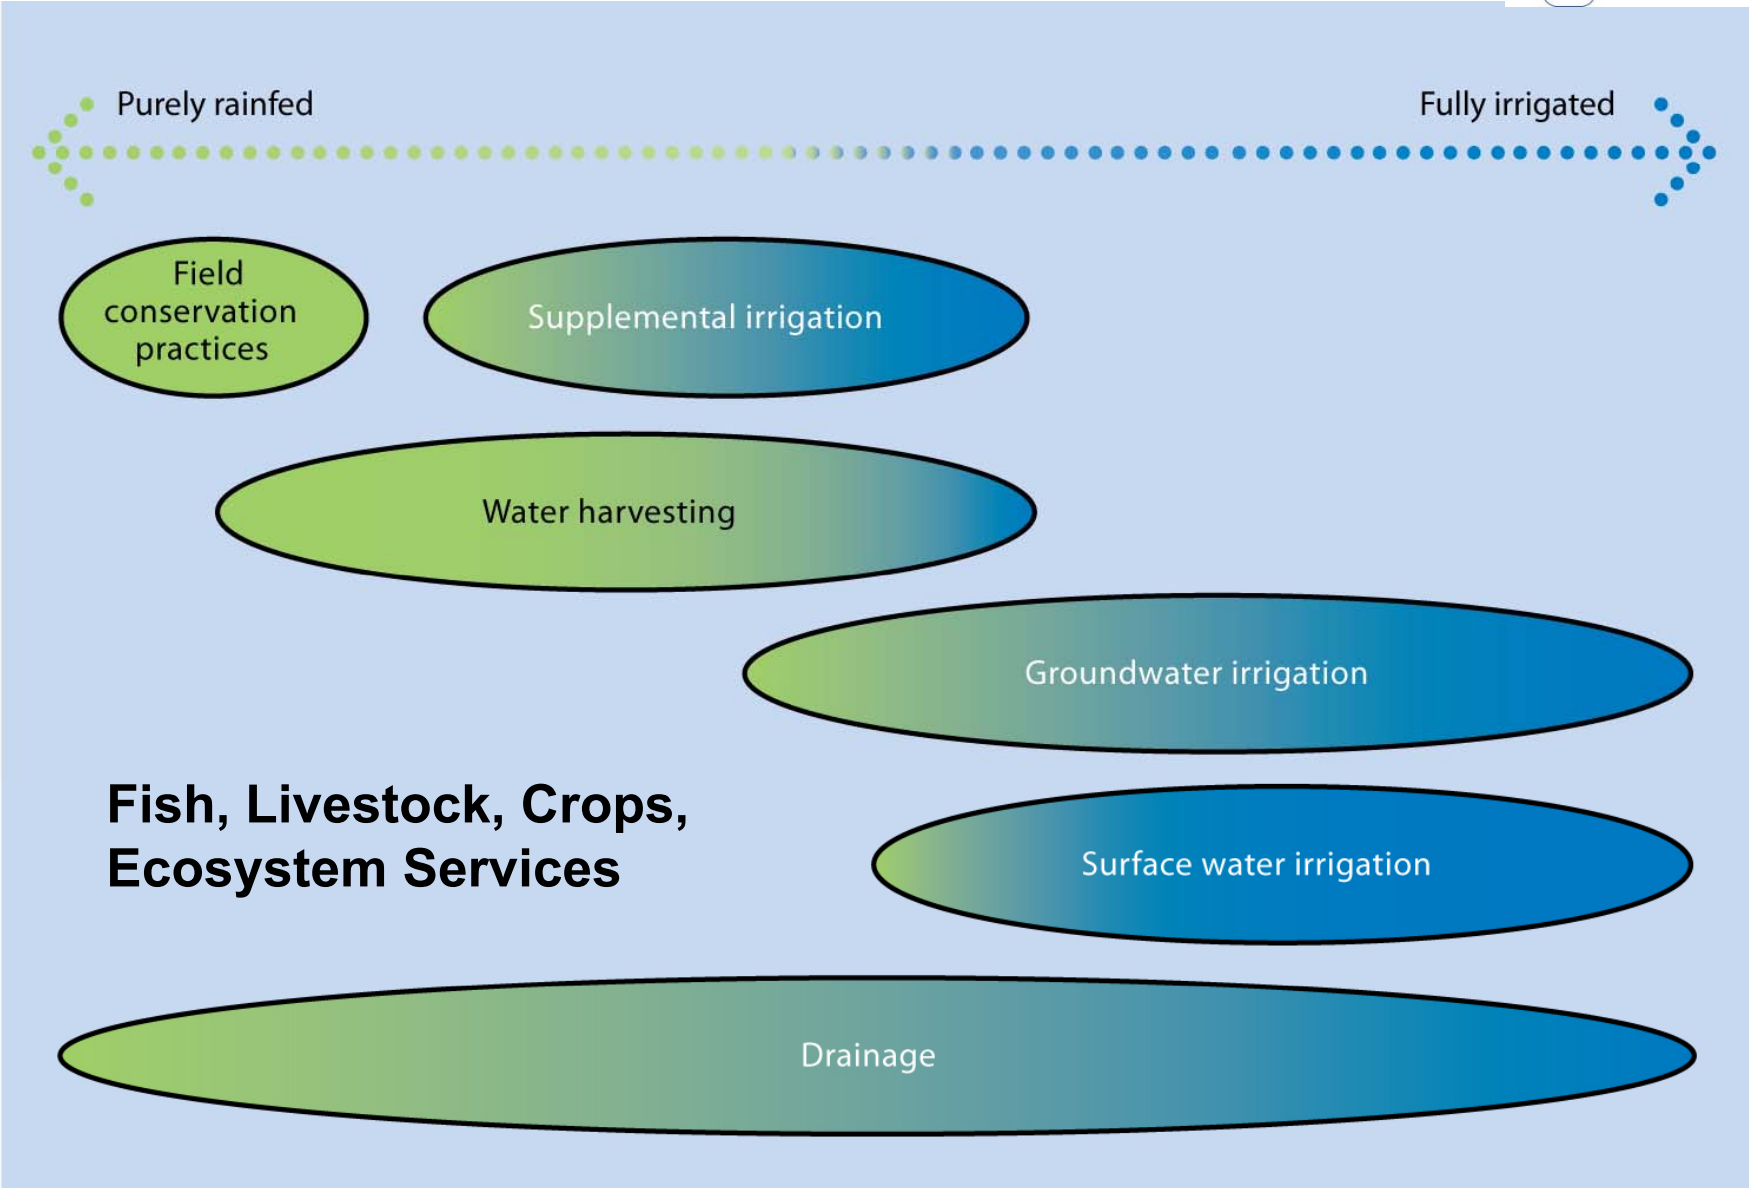 Purely rainfed
Fully irrigated
Field
conservation
practices
Supplemental irrigation
Water harvesting
Groundwater irrigation
Fish, Livestock, Crops,
Ecosystem Services
Surface water irrigation
Drainage